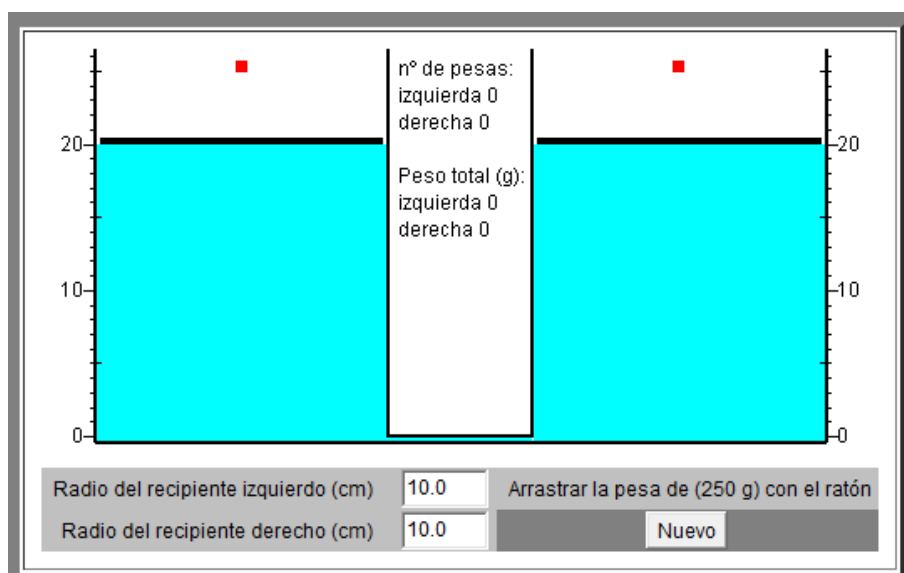 nº de pesas:
izquierda 0
derecha 0
Peso total (g):
izquierda 0
derecha 0
20
10
0
20
10
0
Radio del recipiente izquierdo (cm) 10.0 Arrastrar la pesa de (250 g) con el ratón
Radio del recipiente derecho (cm) 10.0 Nuevo